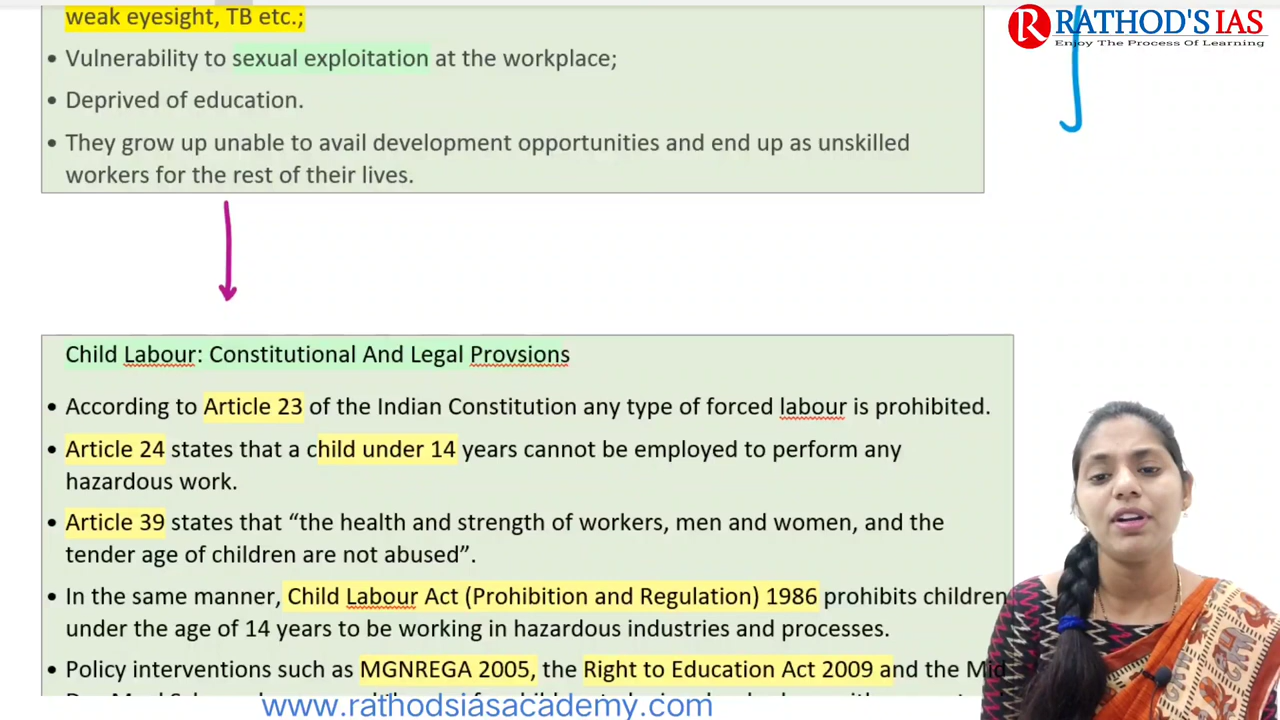 weak eyesight, TB etc.;
• Vulnerability to sexual exploitation at the workplace;
• Deprived of education.
• They grow up unable to avail development opportunities and end up as unskilled
workers for the rest of their lives.
RATHOD'S IAS
Enjoy The Process Of Learning
Child Labour: Constitutional And Legal Provsions
• According to Article 23 of the Indian Constitution any type of forced labour is prohibited.
• Article 24 states that a child under 14 years cannot be employed to perform any
hazardous work.
• Article 39 states that “the health and strength of workers, men and women, and the
tender age of children are not abused”.
• In the same manner, Child Labour Act (Prohibition and Regulation) 1986 prohibits children
under the age of 14 years to be working in hazardous industries and processes.
• Policy interventions such as MGNREGA 2005, the Right to Education Act 2009 and the Mid
www.rathodsiasacademy.com